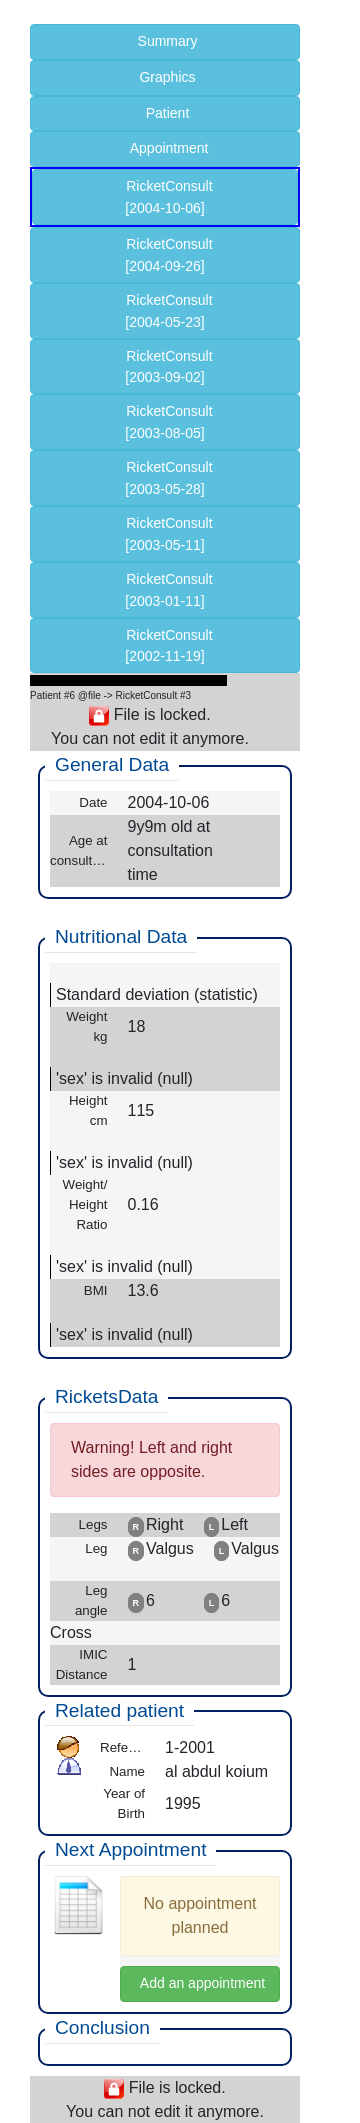 Summary
Graphics
Patient
Appointment
RicketConsult
[2004-10-06]
RicketConsult
[2004-09-26]
RicketConsult
[2004-05-23]
RicketConsult
[2003-09-02]
RicketConsult
[2003-08-05]
RicketConsult
[2003-05-28]
RicketConsult
[2003-05-11]
RicketConsult
[2003-01-11]
RicketConsult
[2002-11-19]
Patient #6 @file -> RicketConsult #3
File is locked.
You can not edit it anymore.
General Data
Date 2004-10-06
Age at consult... 9y9m old at
consultation
time
Nutritional Data
Standard deviation (statistic)
Weight
kg 18
'sex' is invalid (null)
Height
cm 115
'sex' is invalid (null)
Weight/
Height
Ratio 0.16
'sex' is invalid (null)
BMI 13.6
'sex' is invalid (null)
RicketsData
Warning! Left and right
sides are opposite.
Legs R Right L Left
Leg R Valgus L Valgus
Leg
angle R 6 L 6
Cross
IMIC
Distance 1
Related patient
Refe... 1-2001
Name al abdul koium
Year of
Birth 1995
Next Appointment
No appointment
planned
Add an appointment
Conclusion
File is locked.
You can not edit it anymore.